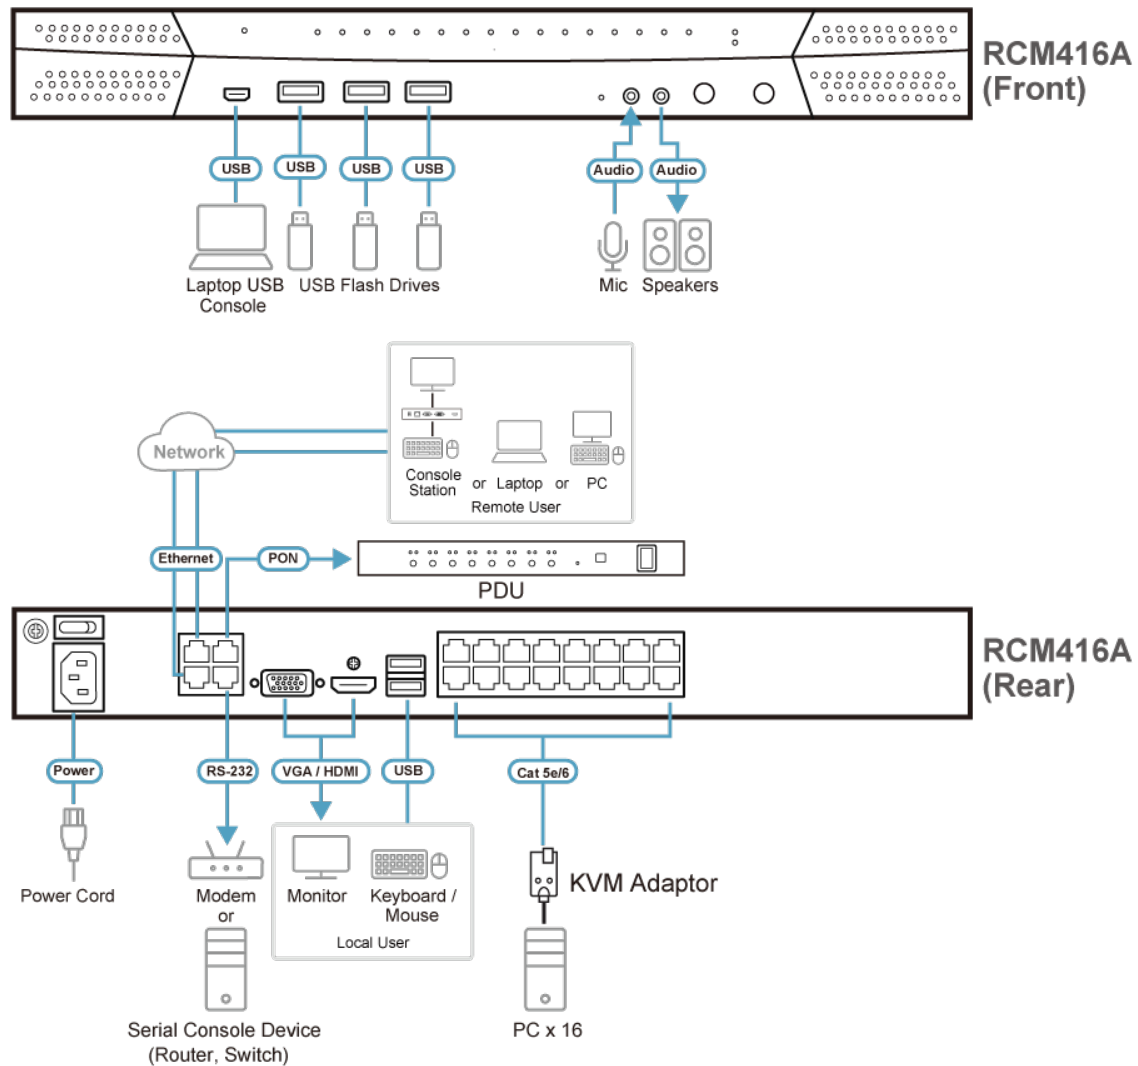 RCM416A
(Front)
USB
USB
USB
USB
Audio
Audio
Laptop USB
Console
USB Flash Drives
Mic
Speakers
Network
Console
Station
or
Laptop
or
PC
Remote User
Ethernet
PON
PDU
RCM416A
(Rear)
Power
RS-232
VGA / HDMI
USB
Cat 5e/6
Power Cord
Modem
or
Monitor
Keyboard /
Mouse
Local User
KVM Adaptor
Serial Console Device
(Router, Switch)
PC x 16